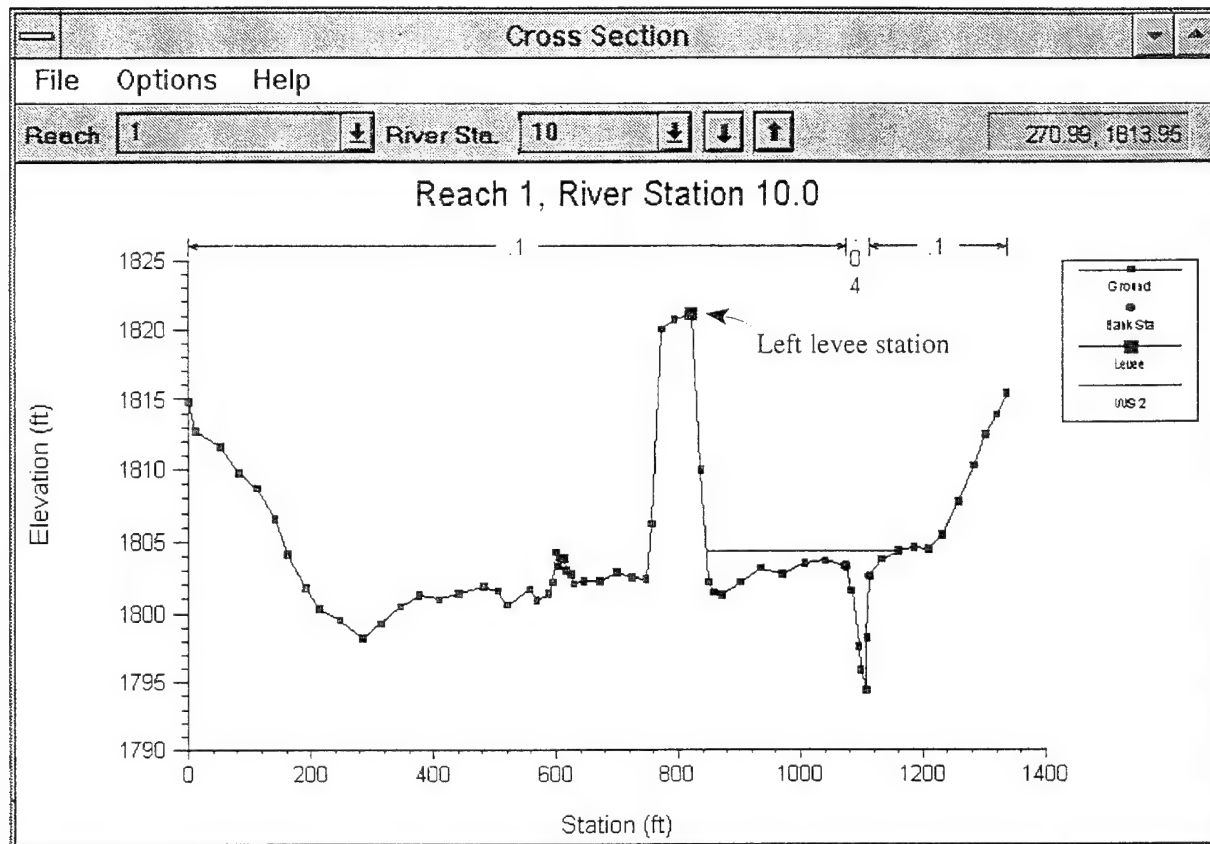 Cross Section
File Options Help
Reach 1 River Sta. 10 270.99, 1813.95
Reach 1, River Station 10.0
.1 .04 .1
Left levee station
Elevation (ft)
1825
1820
1815
1810
1805
1800
1795
1790
0 200 400 600 800 1000 1200 1400
Station (ft)
Ground
Bank Sta
Levee
WS 2